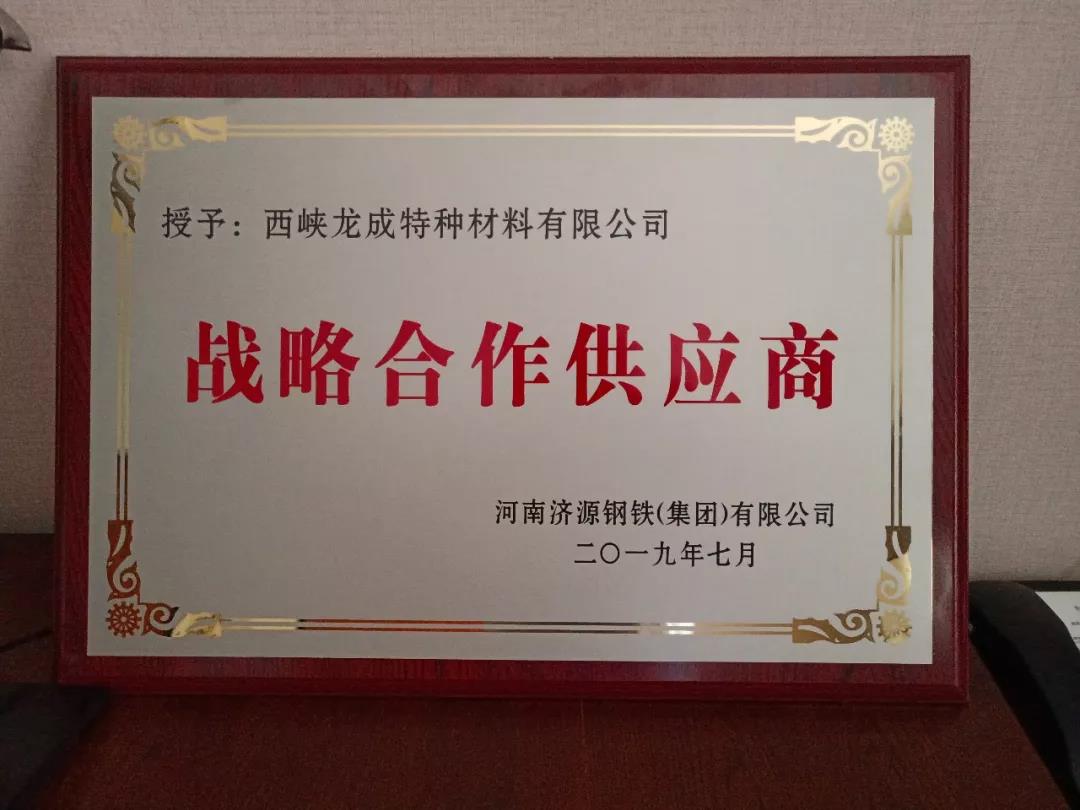 授予：西峡龙成特种材料有限公司
战略合作供应商
河南济源钢铁(集团)有限公司
二〇一九年七月